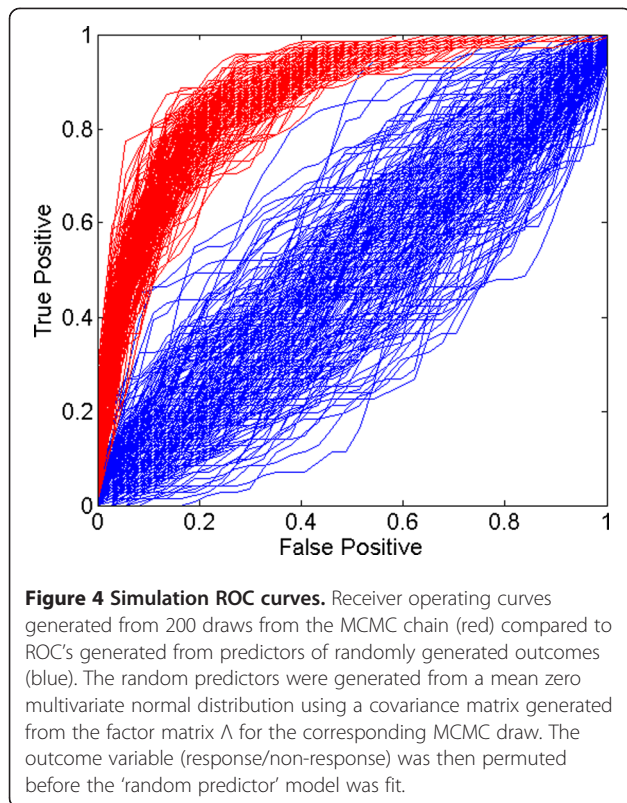 1
0.8
0.6
0.4
0.2
0
True Positive
0
0.2
0.4
0.6
0.8
1
False Positive
Figure 4 Simulation ROC curves. Receiver operating curves
generated from 200 draws from the MCMC chain (red) compared to
ROC's generated from predictors of randomly generated outcomes
(blue). The random predictors were generated from a mean zero
multivariate normal distribution using a covariance matrix generated
from the factor matrix Λ for the corresponding MCMC draw. The
outcome variable (response/non-response) was then permuted
before the 'random predictor' model was fit.